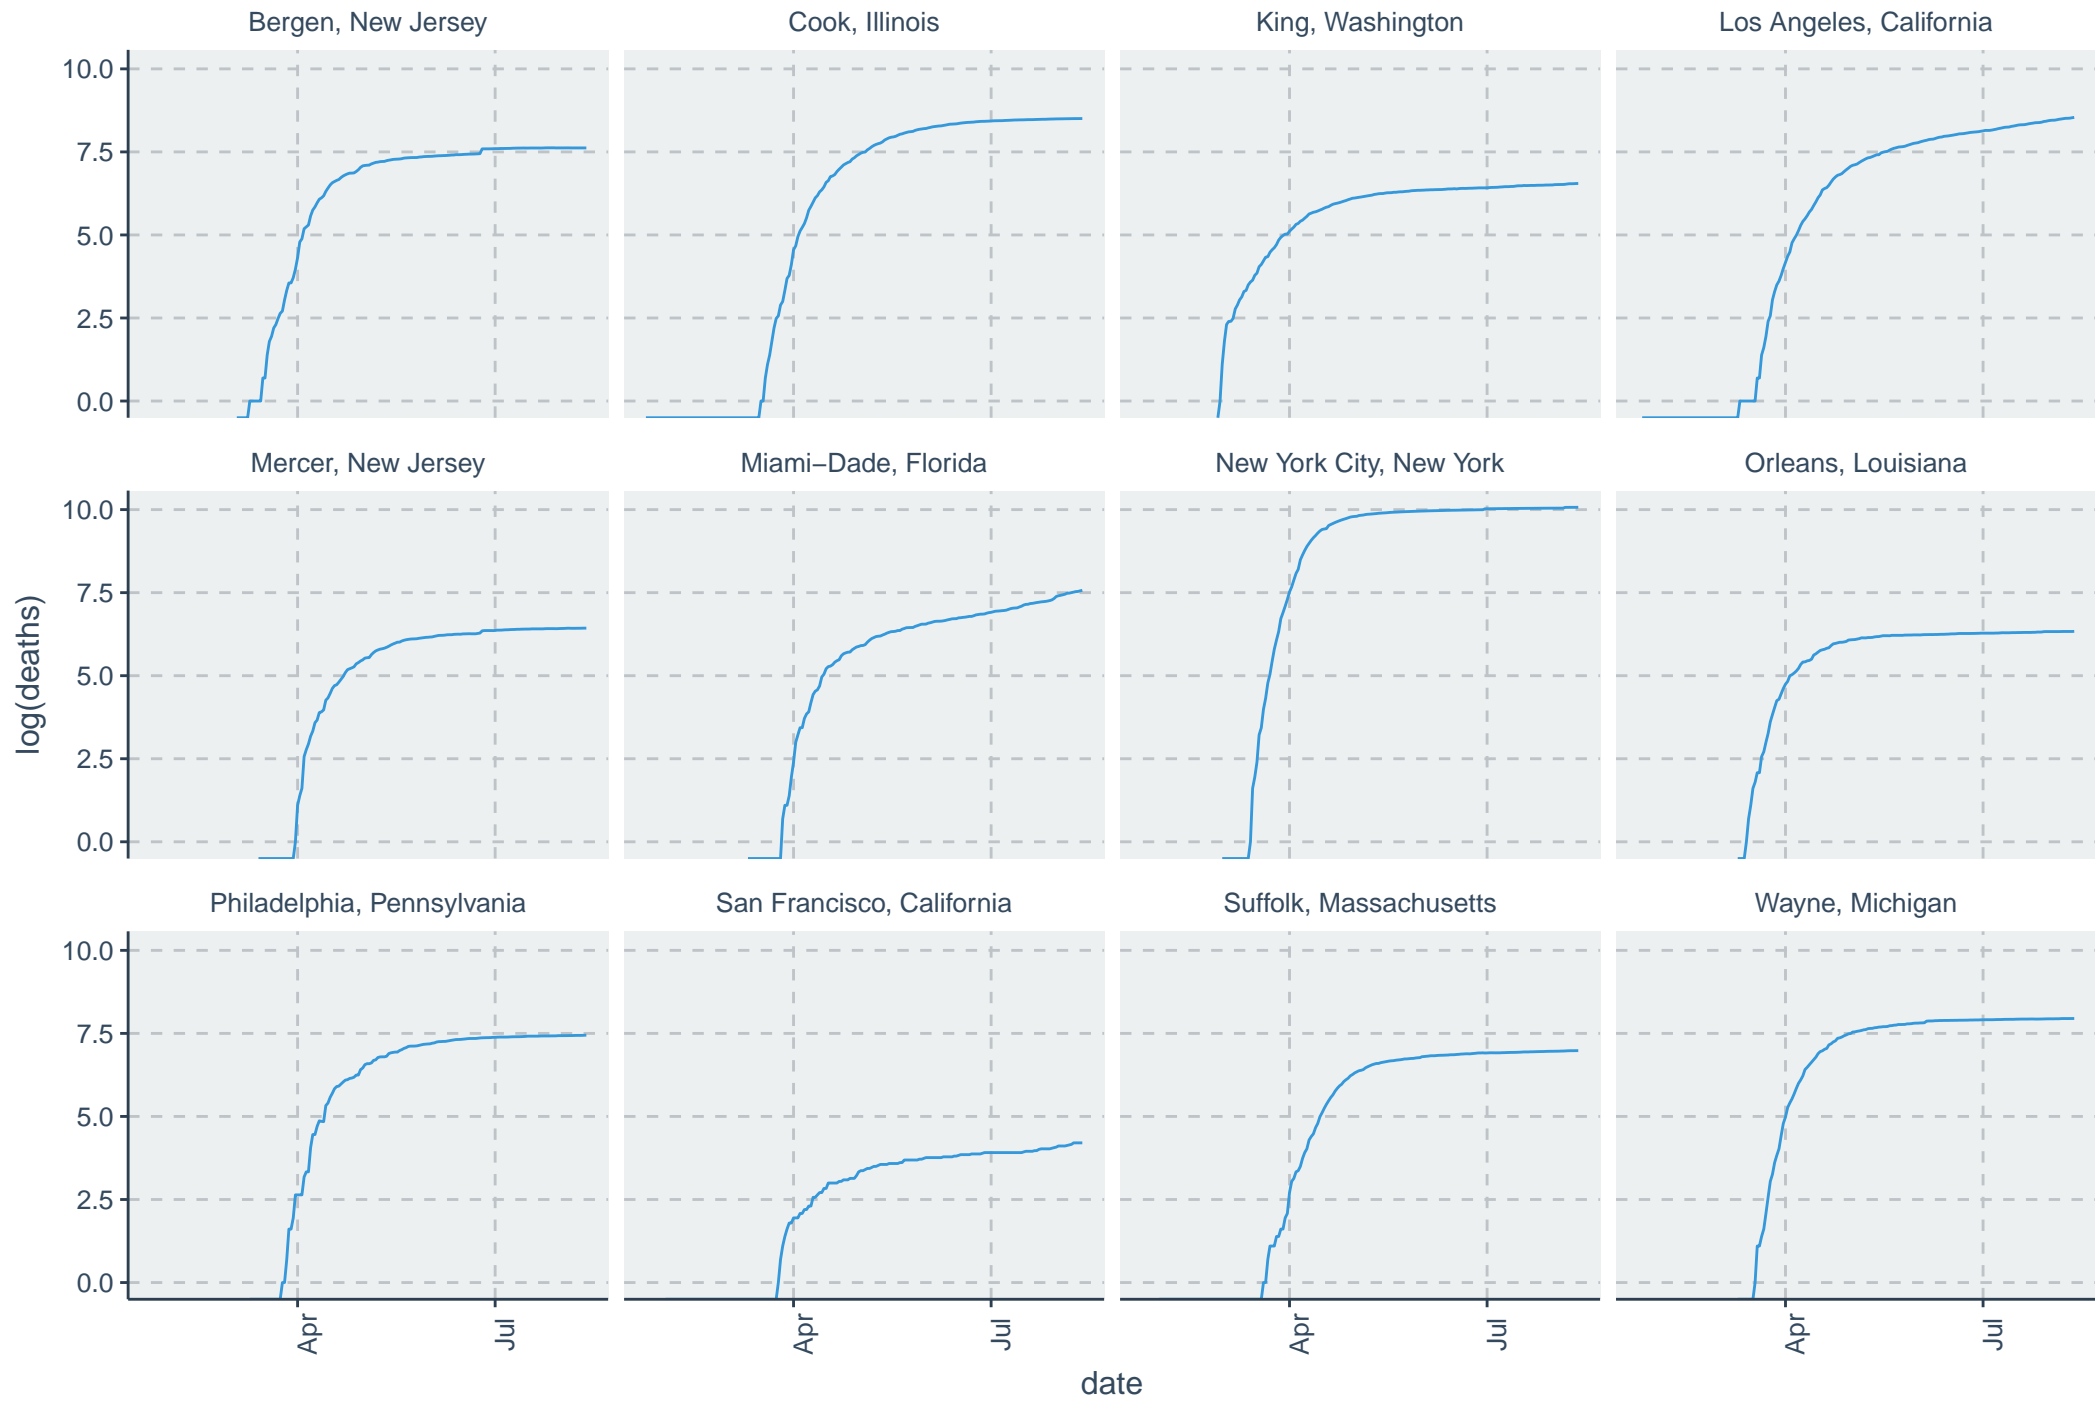 Bergen, New Jersey
Cook, Illinois
King, Washington
Los Angeles, California
10.0
7.5
5.0
2.5
0.0
Mercer, New Jersey
Miami−Dade, Florida
New York City, New York
Orleans, Louisiana
10.0
7.5
5.0
2.5
0.0
log(deaths)
Philadelphia, Pennsylvania
San Francisco, California
Suffolk, Massachusetts
Wayne, Michigan
10.0
7.5
5.0
2.5
0.0
Apr
Jul
Apr
Jul
Apr
Jul
Apr
Jul
date